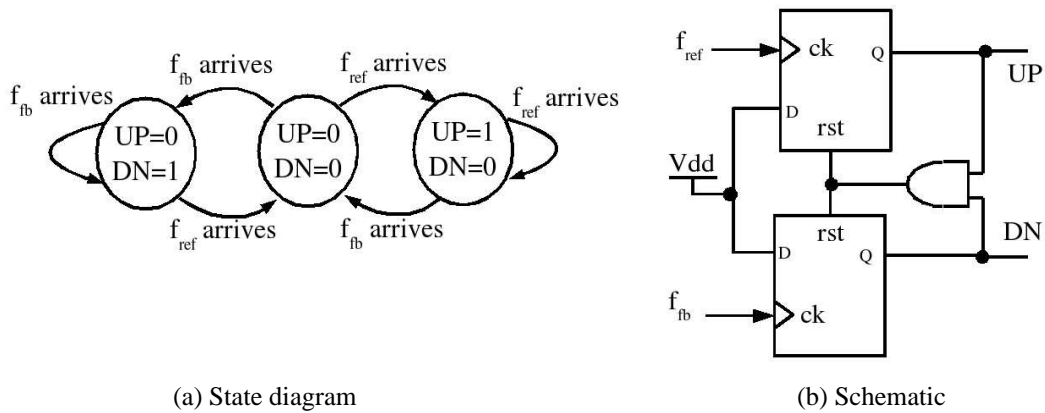 f_fb arrives
f_fb arrives
f_ref arrives
f_ref arrives
UP=0
DN=1
UP=0
DN=0
UP=1
DN=0
f_ref arrives
f_fb arrives
(a) State diagram
f_ref
ck
Q
UP
D
rst
Vdd
rst
DN
D
Q
f_fb
ck
(b) Schematic